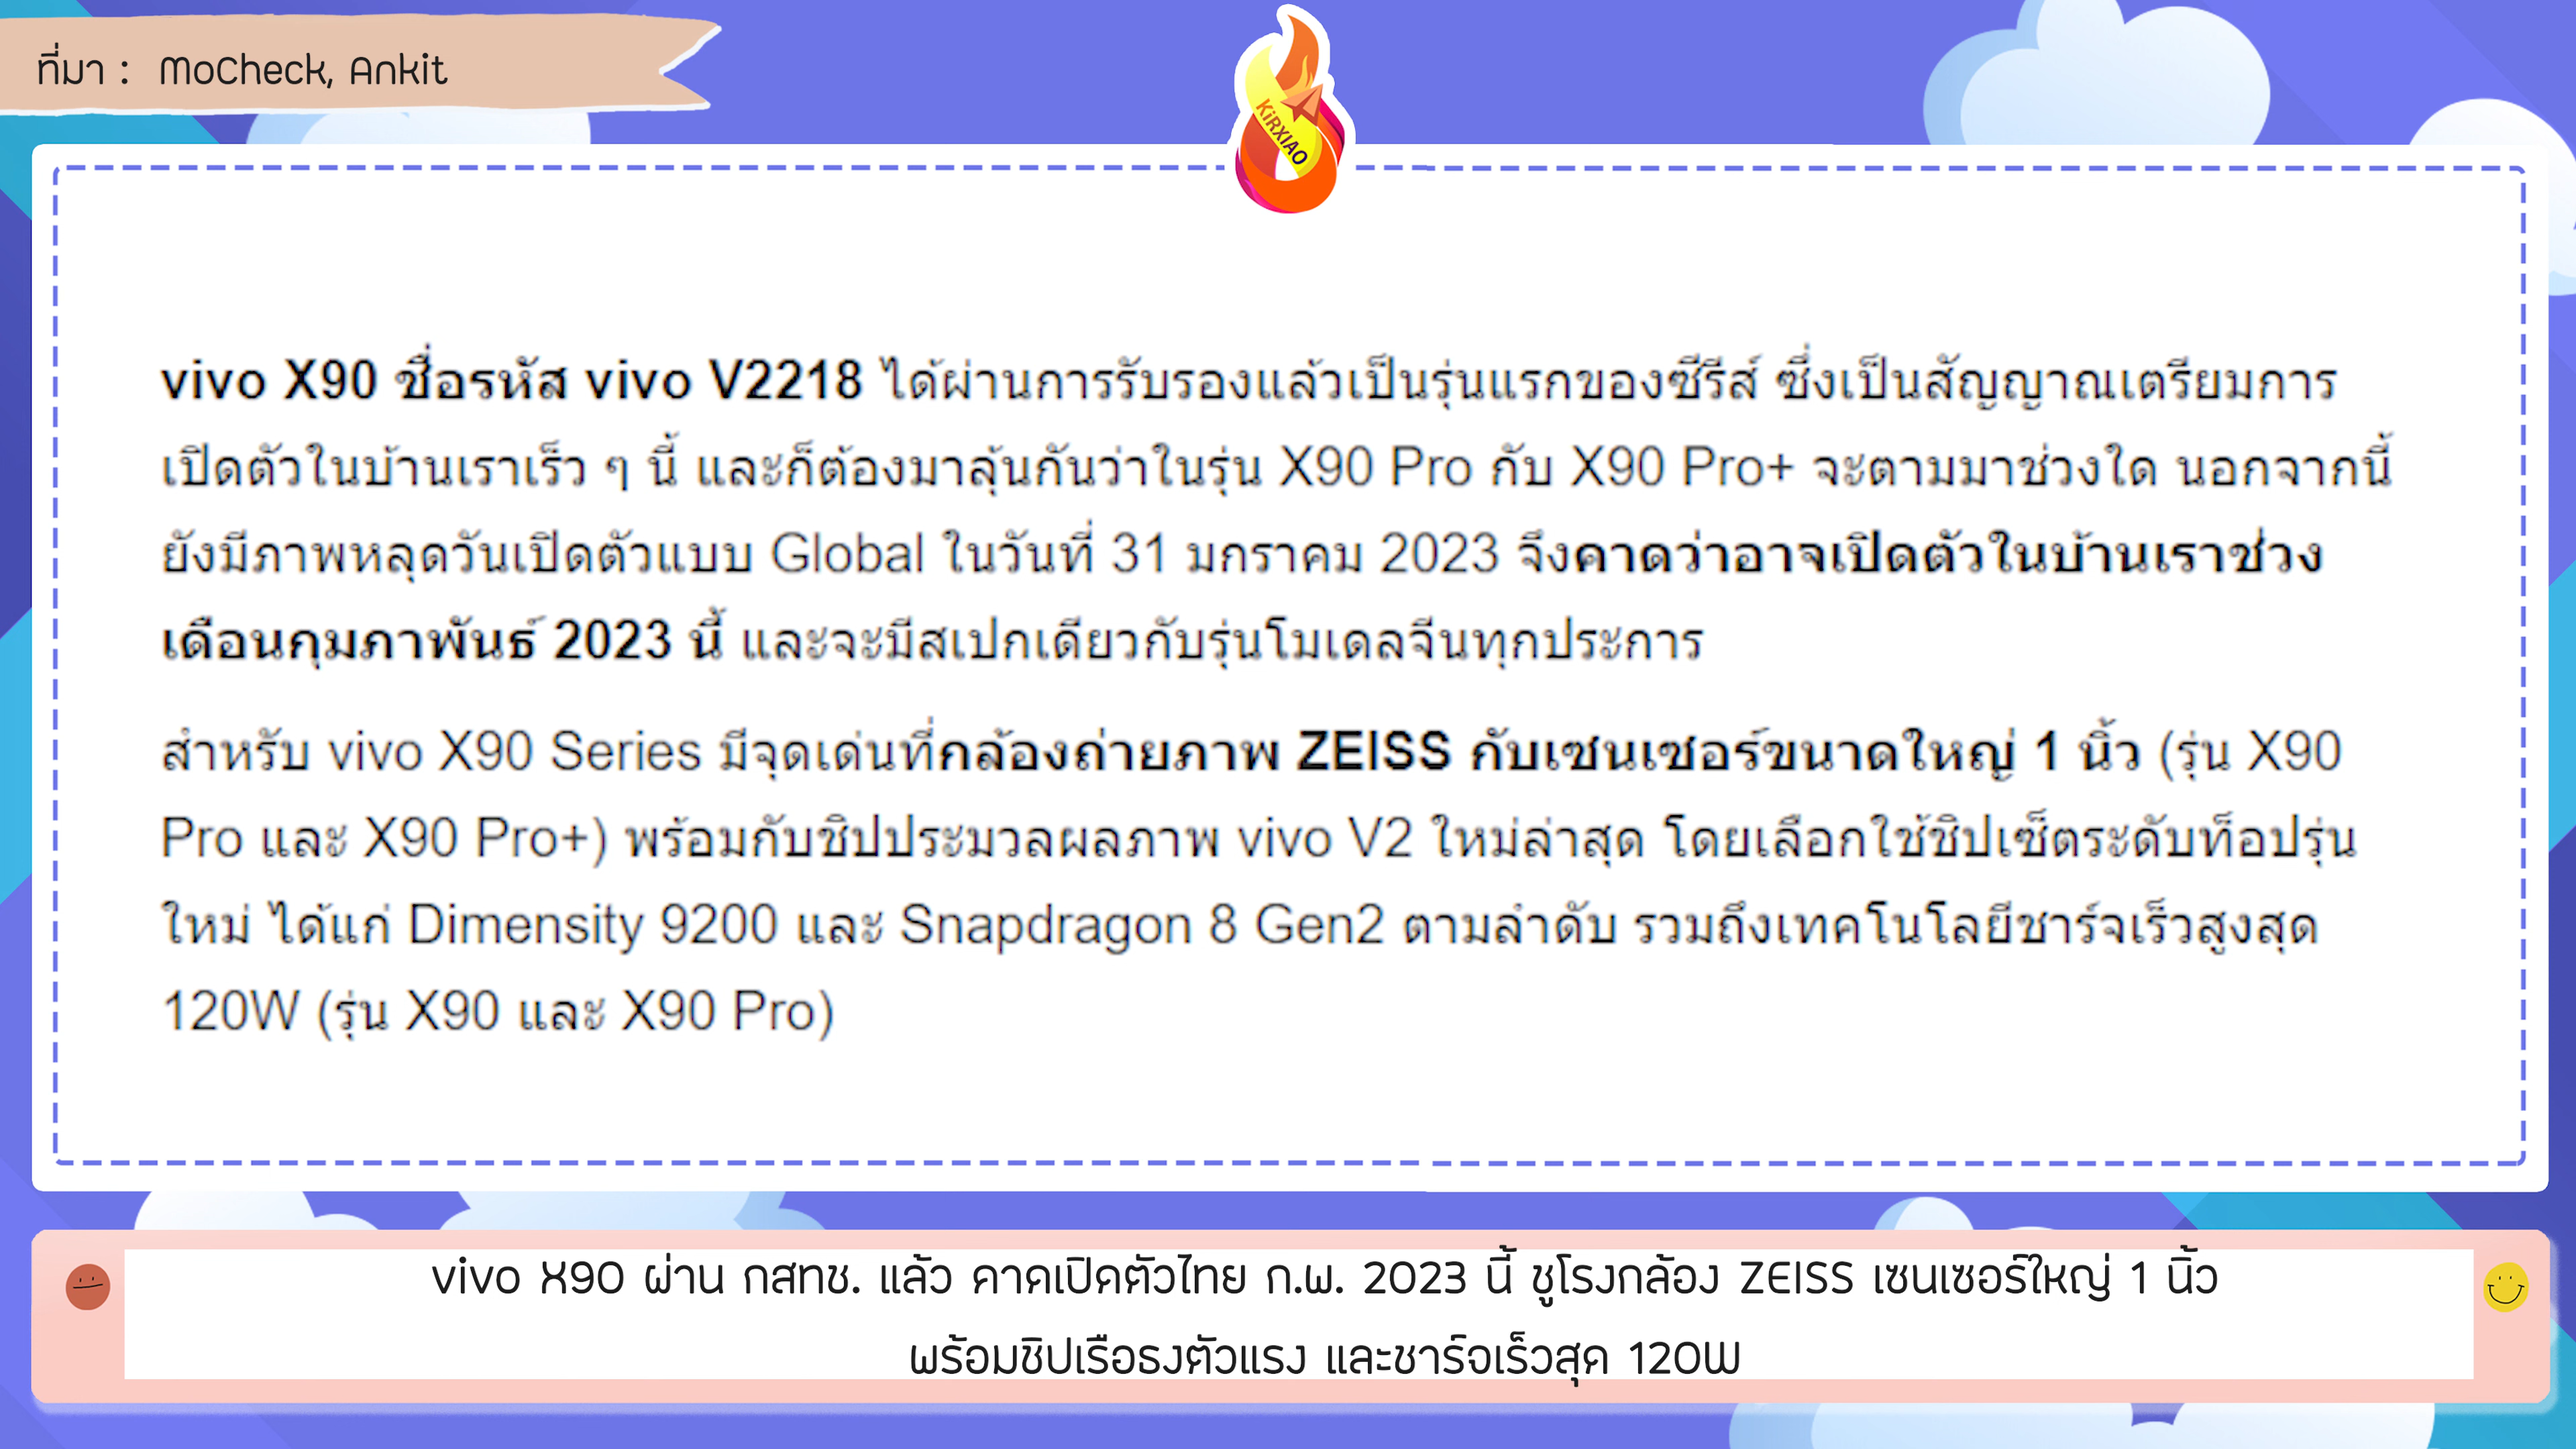 ที่มา : MoCheck, Ankit
KiRXIAO
vivo X90 ชื่อรหัส vivo V2218 ได้ผ่านการรับรองแล้วเป็นรุ่นแรกของซีรีส์ ซึ่งเป็นสัญญาณเตรียมการ
เปิดตัวในบ้านเราเร็ว ๆ นี้ และก็ต้องมาลุ้นกันว่าในรุ่น X90 Pro กับ X90 Pro+ จะตามมาช่วงใด นอกจากนี้
ยังมีภาพหลุดวันเปิดตัวแบบ Global ในวันที่ 31 มกราคม 2023 จึงคาดว่าอาจเปิดตัวในบ้านเราช่วง
เดือนกุมภาพันธ์ 2023 นี้ และจะมีสเปกเดียวกับรุ่นโมเดลจีนทุกประการ
สำหรับ vivo X90 Series มีจุดเด่นที่กล้องถ่ายภาพ ZEISS กับเซนเซอร์ขนาดใหญ่ 1 นิ้ว (รุ่น X90
Pro และ X90 Pro+) พร้อมกับชิปประมวลผลภาพ vivo V2 ใหม่ล่าสุด โดยเลือกใช้ชิปเซ็ตระดับท็อปรุ่น
ใหม่ ได้แก่ Dimensity 9200 และ Snapdragon 8 Gen2 ตามลำดับ รวมถึงเทคโนโลยีชาร์จเร็วสูงสุด
120W (รุ่น X90 และ X90 Pro)
vivo X90 ผ่าน กสทช. แล้ว คาดเปิดตัวไทย ก.พ. 2023 นี้ ชูโรงกล้อง ZEISS เซนเซอร์ใหญ่ 1 นิ้ว
พร้อมชิปเรือธงตัวแรง และชาร์จเร็วสุด 120W